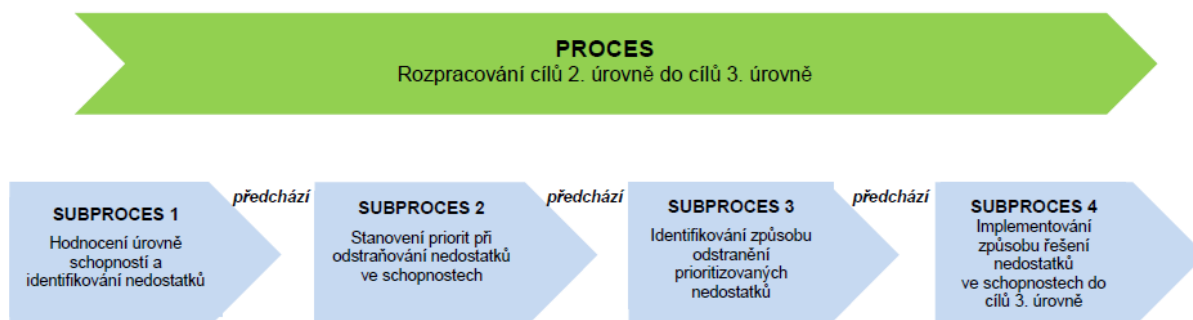 PROCES
Rozpracování cílů 2. úrovně do cílů 3. úrovně
předchází
předchází
předchází
SUBPROCES 1
Hodnocení úrovně
schopností a
identifikování nedostatků
SUBPROCES 2
Stanovení priorit při
odstraňování nedostatků
ve schopnostech
SUBPROCES 3
Identifikování způsobu
odstranění
prioritizovaných
nedostatků
SUBPROCES 4
Implementování
způsobu řešení
nedostatků
ve schopnostech do
cílů 3. úrovně